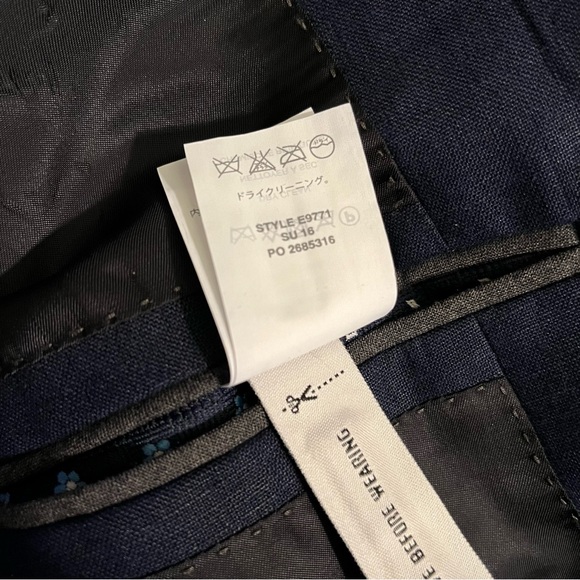 ドライクリーニング。
STYLE E9771
SU 16
PO 2685316
BEFORE WEARING